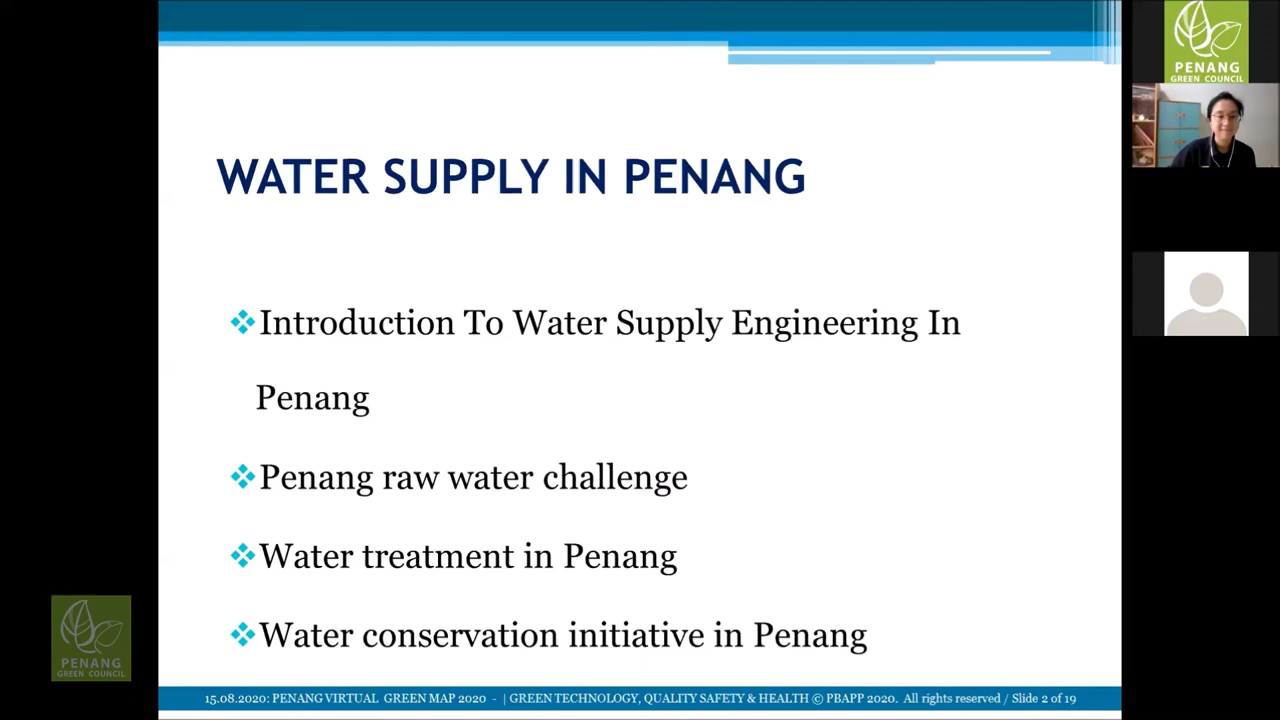 WATER SUPPLY IN PENANG
Introduction To Water Supply Engineering In
Penang
Penang raw water challenge
Water treatment in Penang
Water conservation initiative in Penang
15.08.2020: PENANG VIRTUAL GREEN MAP 2020 - | GREEN TECHNOLOGY, QUALITY SAFETY & HEALTH © PBAPP 2020. All rights reserved / Slide 2 of 19
PENANG
GREEN COUNCIL
PENANG
GREEN COUNCIL